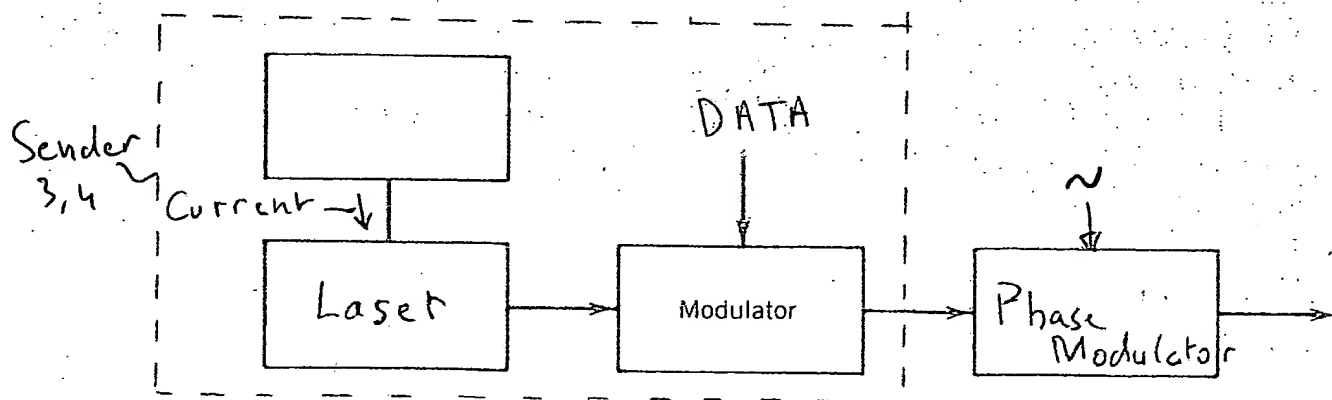 DATA
Sender
3,4
Current
~
Laser
Modulator
Phase
Modulator